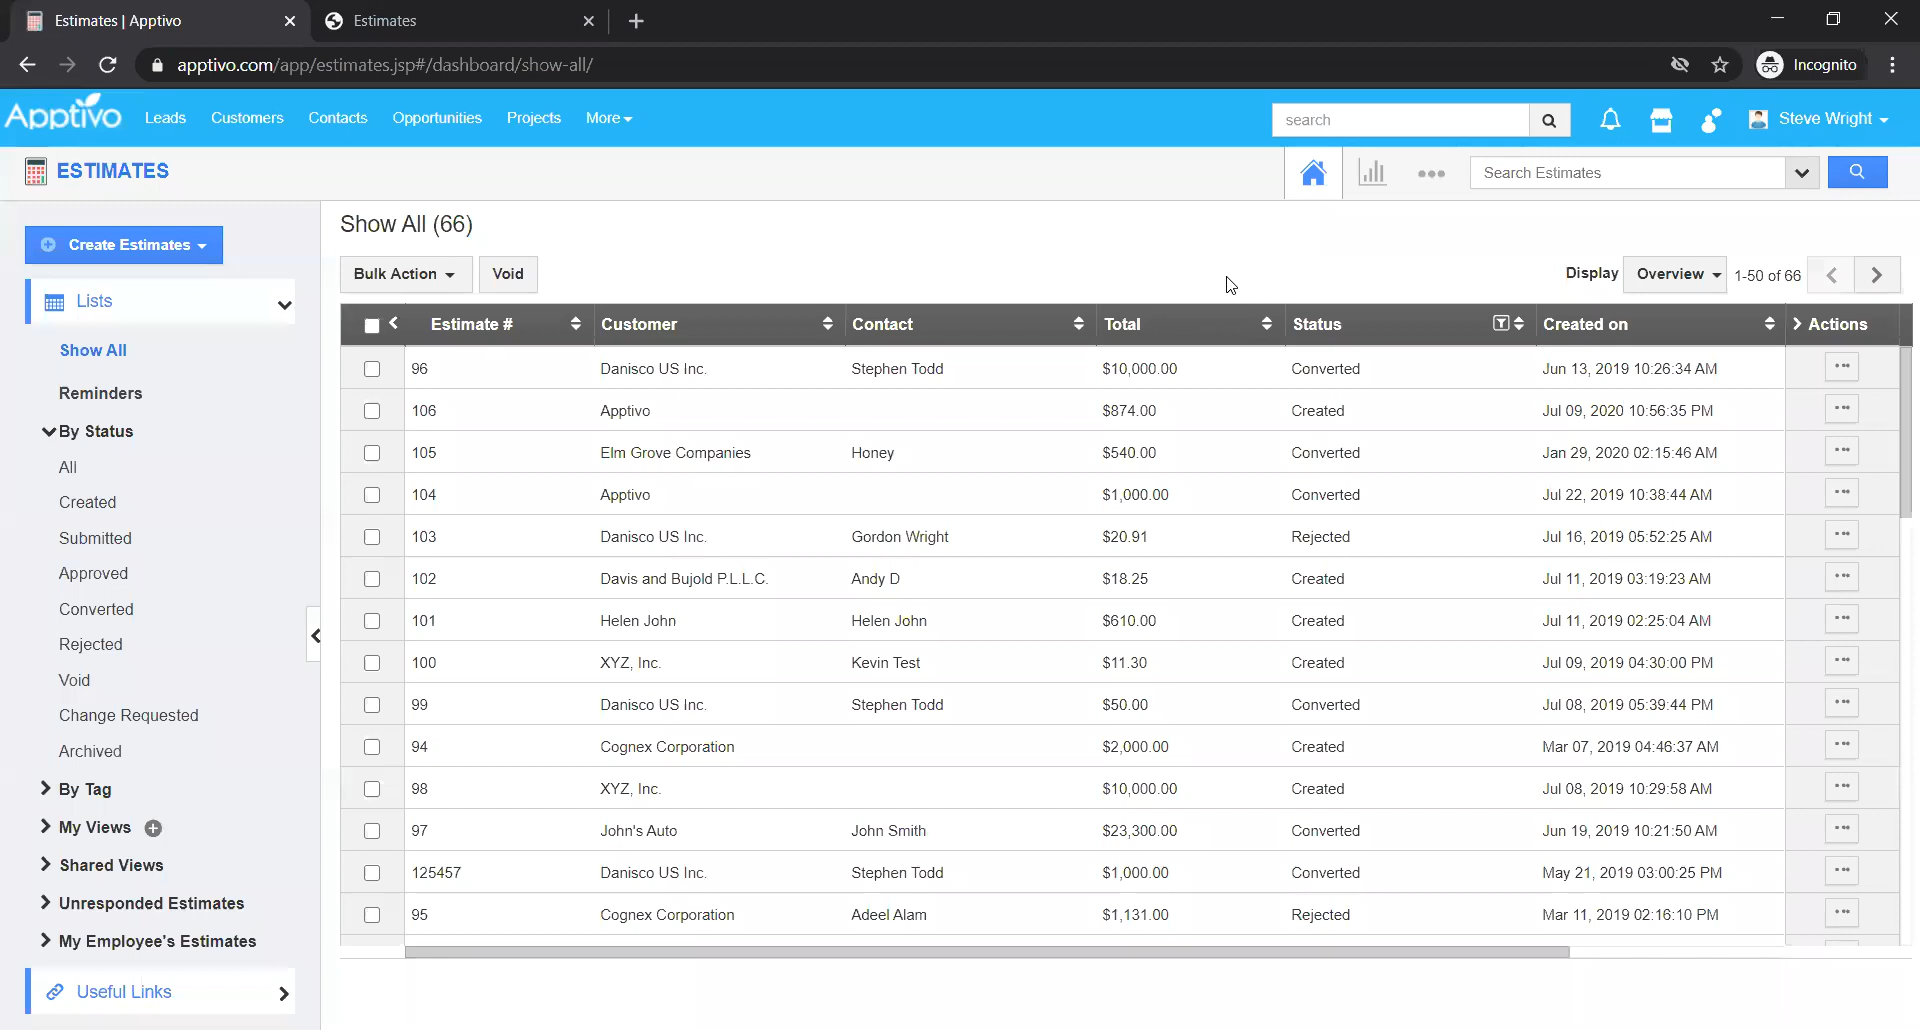 Estimates | Apptivo
Estimates
apptivo.com/app/estimates.jsp#/dashboard/show-all/
Incognito
Apptivo
Leads
Customers
Contacts
Opportunities
Projects
More
search
Steve Wright
ESTIMATES
Search Estimates
Create Estimates
Lists
Show All
Reminders
By Status
All
Created
Submitted
Approved
Converted
Rejected
Void
Change Requested
Archived
By Tag
My Views
Shared Views
Unresponded Estimates
My Employee's Estimates
Useful Links
Show All (66)
Bulk Action
Void
Display
Overview
1-50 of 66
Estimate # Customer Contact Total Status Created on Actions
96 Danisco US Inc. Stephen Todd $10,000.00 Converted Jun 13, 2019 10:26:34 AM
106 Apptivo $874.00 Created Jul 09, 2020 10:56:35 PM
105 Elm Grove Companies Honey $540.00 Converted Jan 29, 2020 02:15:46 AM
104 Apptivo $1,000.00 Converted Jul 22, 2019 10:38:44 AM
103 Danisco US Inc. Gordon Wright $20.91 Rejected Jul 16, 2019 05:52:25 AM
102 Davis and Bujold P.L.L.C. Andy D $18.25 Created Jul 11, 2019 03:19:23 AM
101 Helen John Helen John $610.00 Created Jul 11, 2019 02:25:04 AM
100 XYZ, Inc. Kevin Test $11.30 Created Jul 09, 2019 04:30:00 PM
99 Danisco US Inc. Stephen Todd $50.00 Converted Jul 08, 2019 05:39:44 PM
94 Cognex Corporation $2,000.00 Created Mar 07, 2019 04:46:37 AM
98 XYZ, Inc. $10,000.00 Created Jul 08, 2019 10:29:58 AM
97 John's Auto John Smith $23,300.00 Converted Jun 19, 2019 10:21:50 AM
125457 Danisco US Inc. Stephen Todd $1,000.00 Converted May 21, 2019 03:00:25 PM
95 Cognex Corporation Adeel Alam $1,131.00 Rejected Mar 11, 2019 02:16:10 PM